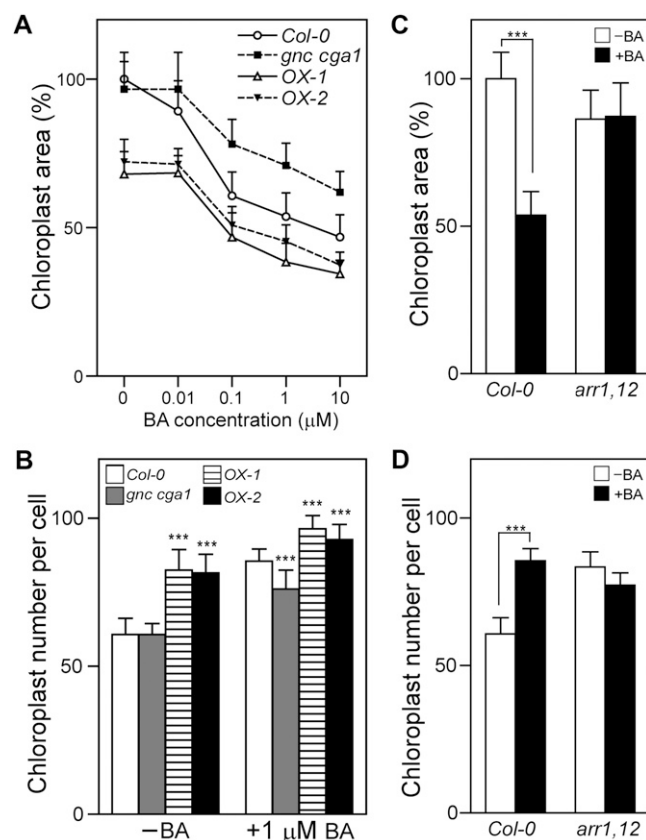 A
Chloroplast area (%)
100
50
0
0 0.01 0.1 1 10
BA concentration (μM)
Col-0
gnc cga1
OX-1
OX-2
C
Chloroplast area (%)
100
50
0
−BA
+BA
***
Col-0 arr1,12
B
Chloroplast number per cell
100
50
0
Col-0 OX-1
gnc cga1 OX-2
*** ***
*** *** ***
−BA +1 μM BA
D
Chloroplast number per cell
100
50
0
−BA
+BA
***
Col-0 arr1,12